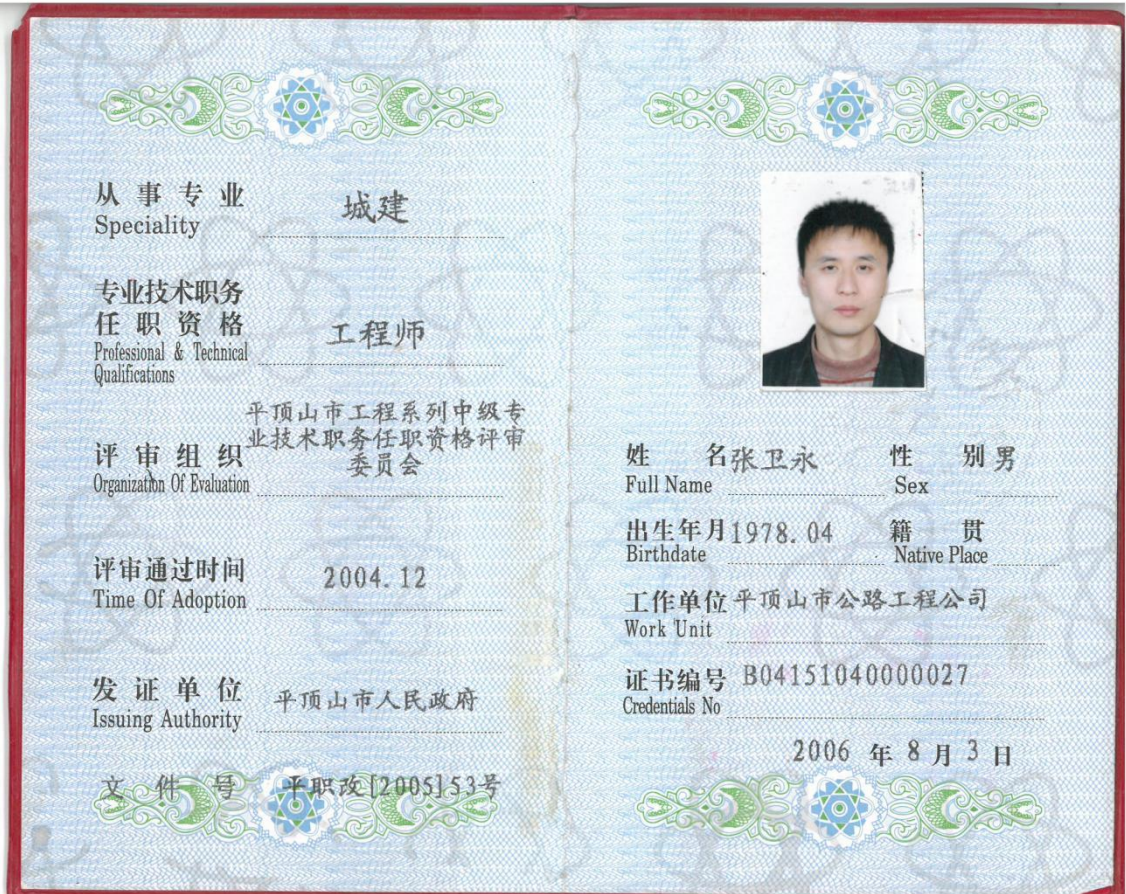 从事专业 城建
Speciality
专业技术职务
任职资格 工程师
Professional & Technical
Qualifications
平顶山市工程系列中级专
业技术职务任职资格评审
评审组织 委员会
Organization Of Evaluation
评审通过时间 2004.12
Time Of Adoption
发证单位 平顶山市人民政府
Issuing Authority
文件号 平职改[2005]53号
姓名 张卫永 性别 男
Full Name Sex
出生年月 1978.04 籍贯
Birthdate Native Place
工作单位 平顶山市公路工程公司
Work Unit
证书编号 B04151040000027
Credentials No
2006 年 8 月 3 日